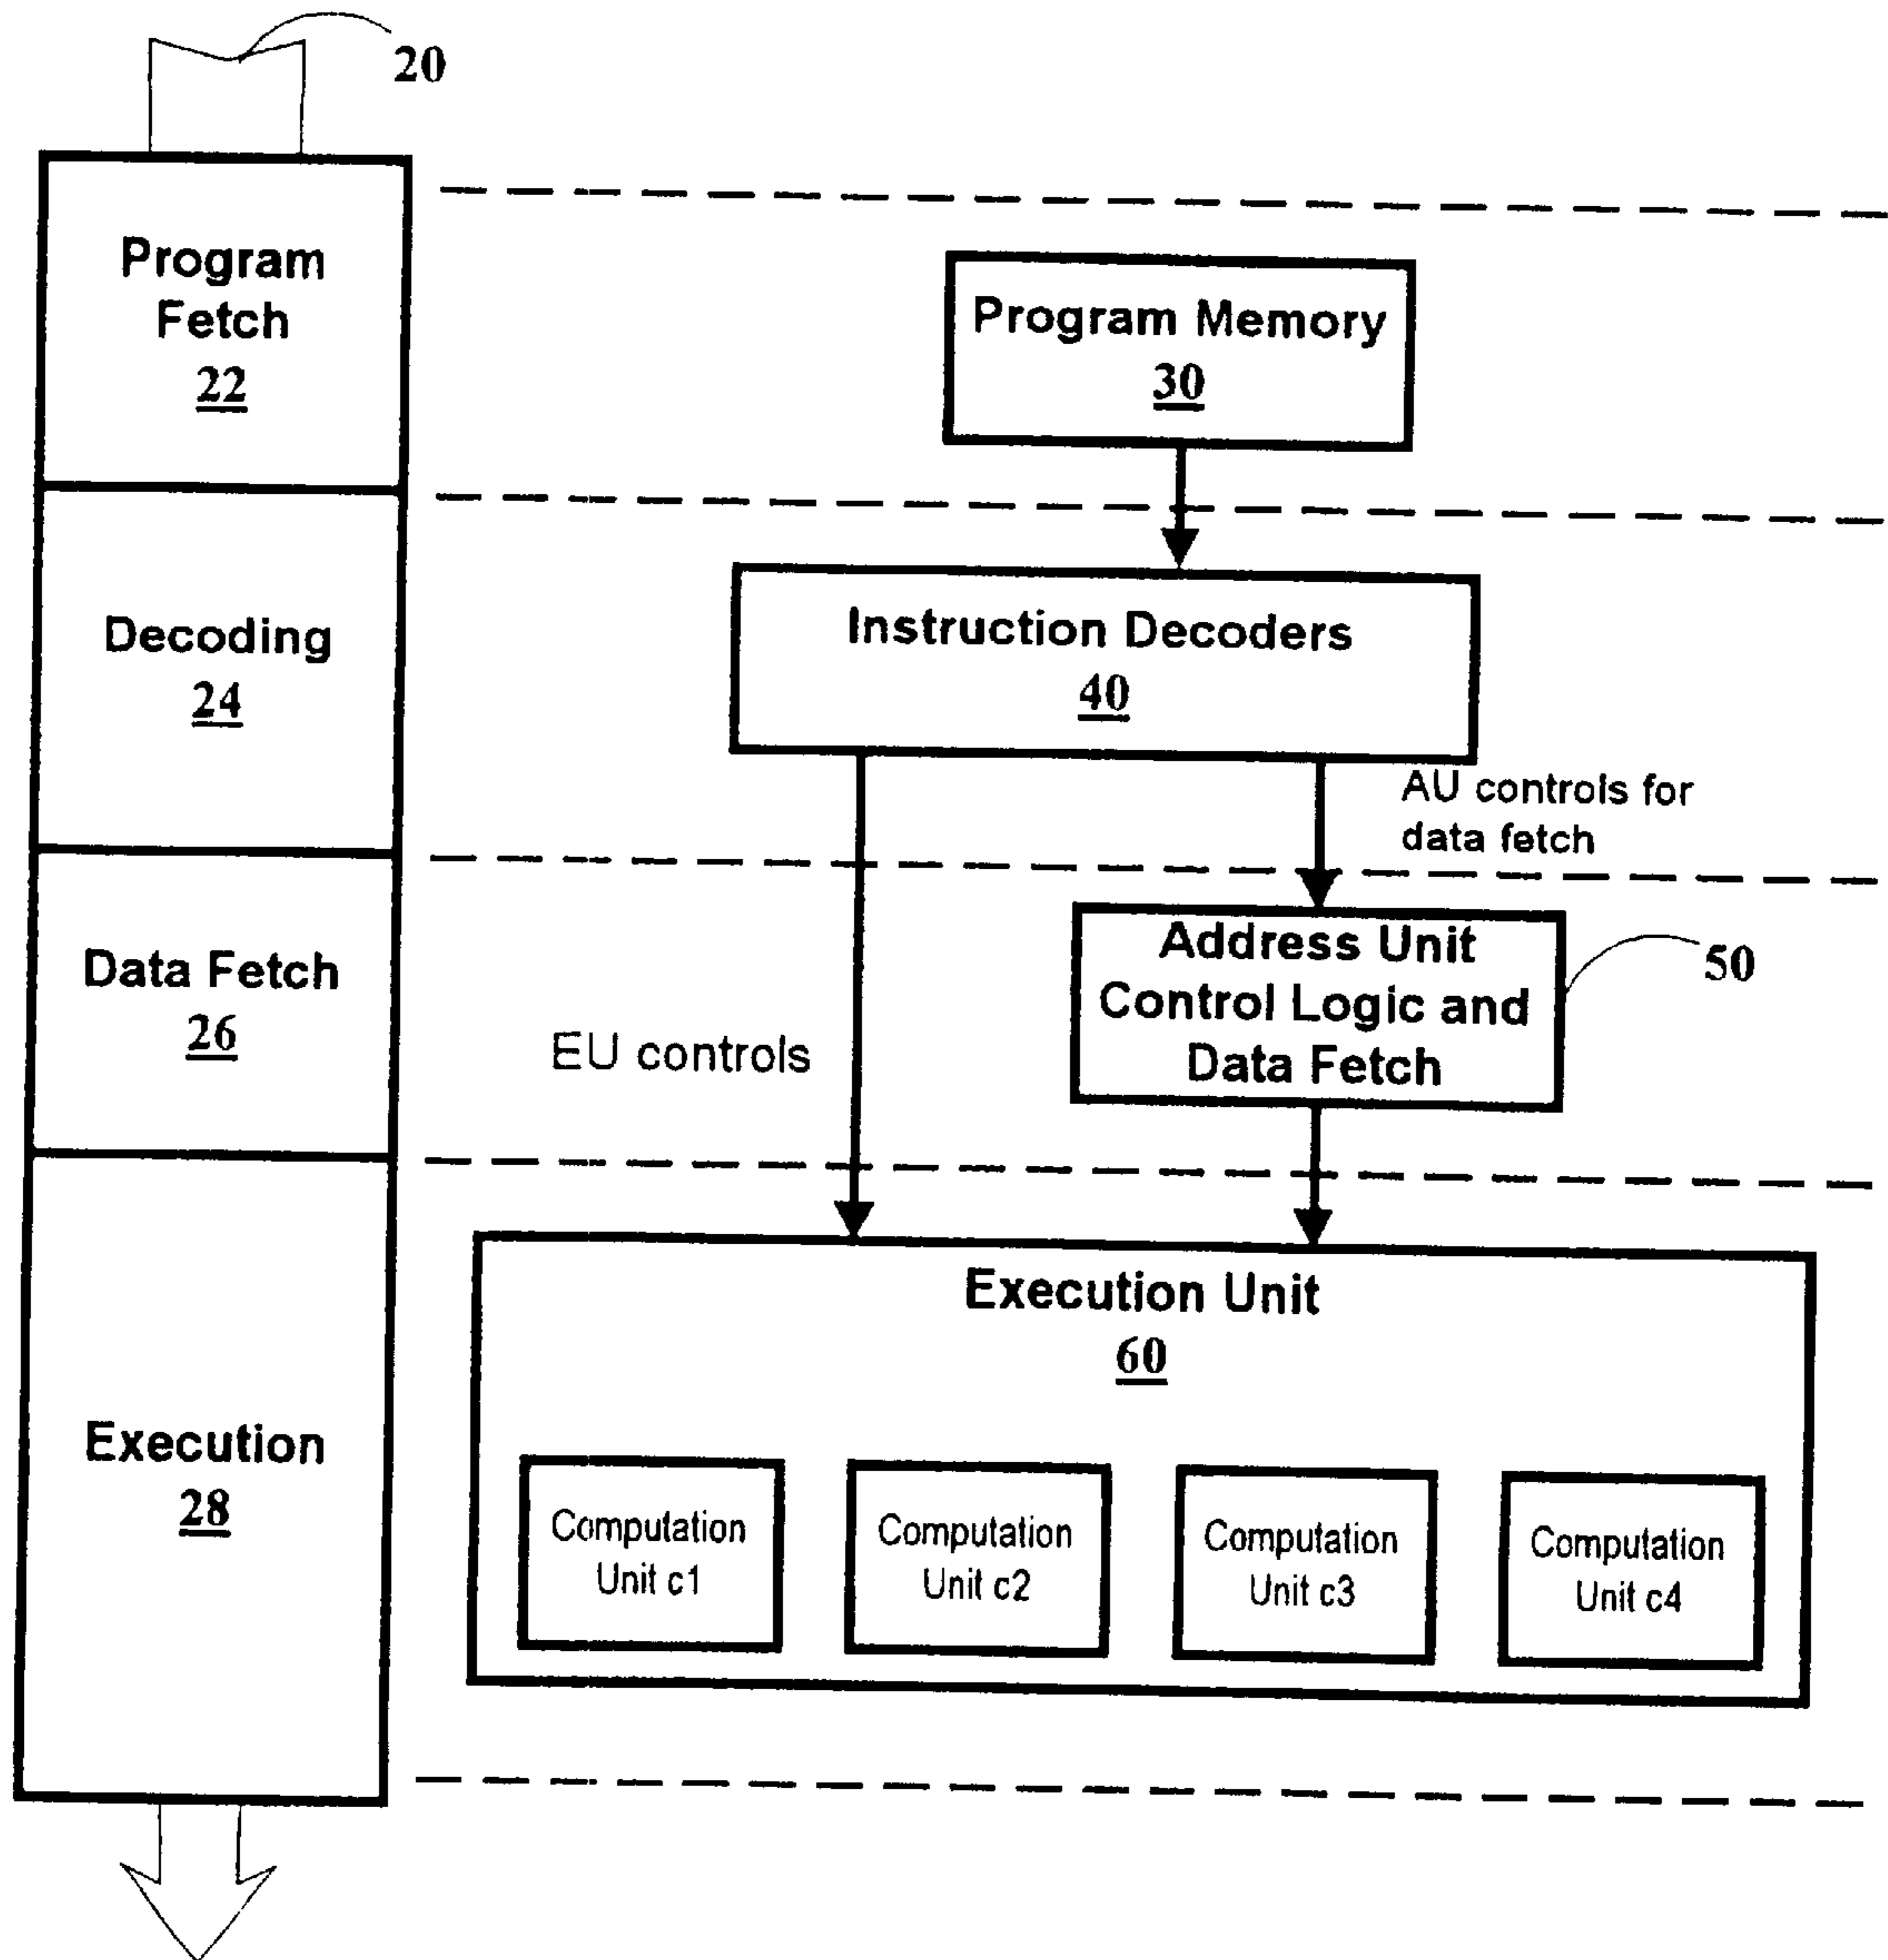 20
Program
Fetch
22
Program Memory
30
Decoding
24
Instruction Decoders
40
AU controls for
data fetch
Data Fetch
26
EU controls
Address Unit
Control Logic and
Data Fetch
50
Execution
28
Execution Unit
60
Computation
Unit c1
Computation
Unit c2
Computation
Unit c3
Computation
Unit c4